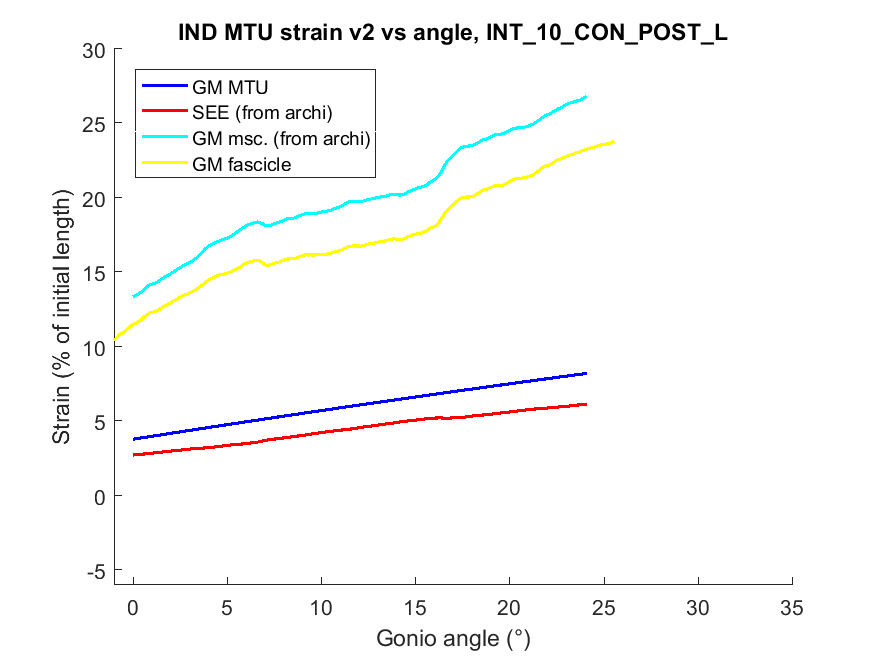 IND MTU strain v2 vs angle, INT_10_CON_POST_L
30
25
20
15
10
5
0
-5
Strain (% of initial length)
GM MTU
SEE (from archi)
GM msc. (from archi)
GM fascicle
0 5 10 15 20 25 30 35
Gonio angle (°)